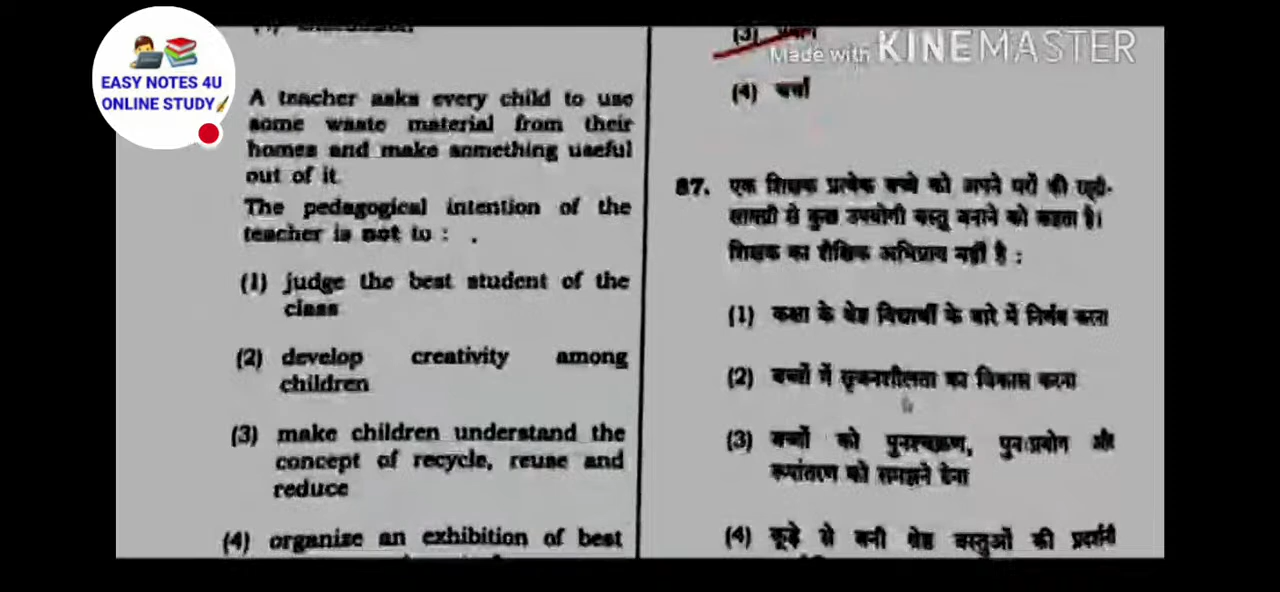 EASY NOTES 4U
ONLINE STUDY
Made with KINEMASTER
A teacher asks every child to use
some waste material from their
homes and make something useful
out of it
The pedagogical intention of the
teacher is not to :
(1) judge the best student of the
class
(2) develop creativity among
children
(3) make children understand the
concept of recycle, reuse and
reduce
(4) organise an exhibition of best
(3)
(4) चर्चा
87. एक शिक्षक प्रत्येक बच्चे को अपने घरों की रद्दी-
सामग्री से कुछ उपयोगी वस्तु बनाने को कहता है।
शिक्षक का शैक्षिक अभिप्राय नहीं है :
(1) कक्षा के श्रेष्ठ विद्यार्थी के बारे में निर्णय करना
(2) बच्चों में सृजनशीलता का विकास करना
(3) बच्चों को पुनश्चक्रण, पुनःप्रयोग और
रूपांतरण को समझने देना
(4) कूड़े से बनी श्रेष्ठ वस्तुओं की प्रदर्शनी